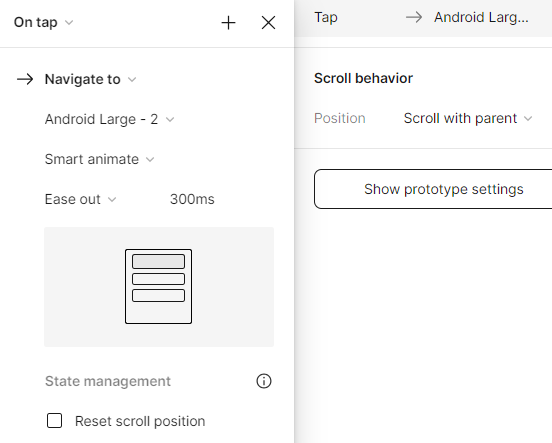 On tap
Navigate to
Android Large - 2
Smart animate
Ease out 300ms
State management
Reset scroll position
Tap Android Larg...
Scroll behavior
Position Scroll with parent
Show prototype settings